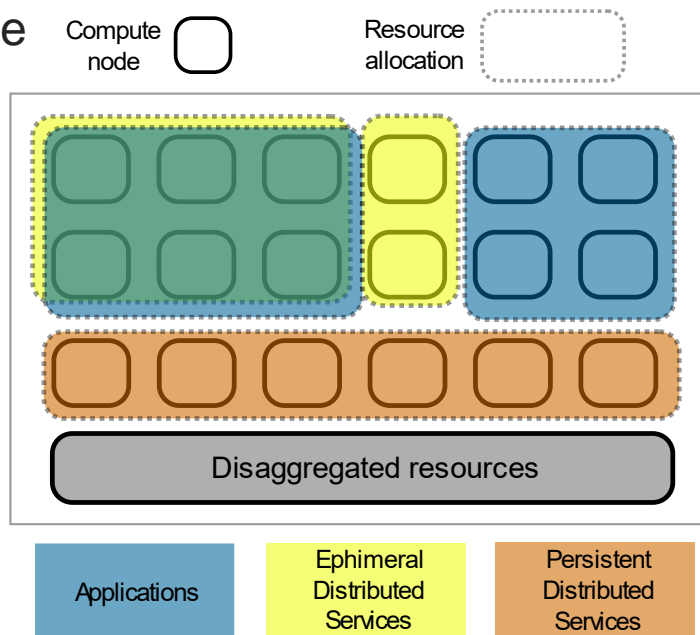 e
Compute
node
Resource
allocation
Disaggregated resources
Applications
Ephimeral
Distributed
Services
Persistent
Distributed
Services